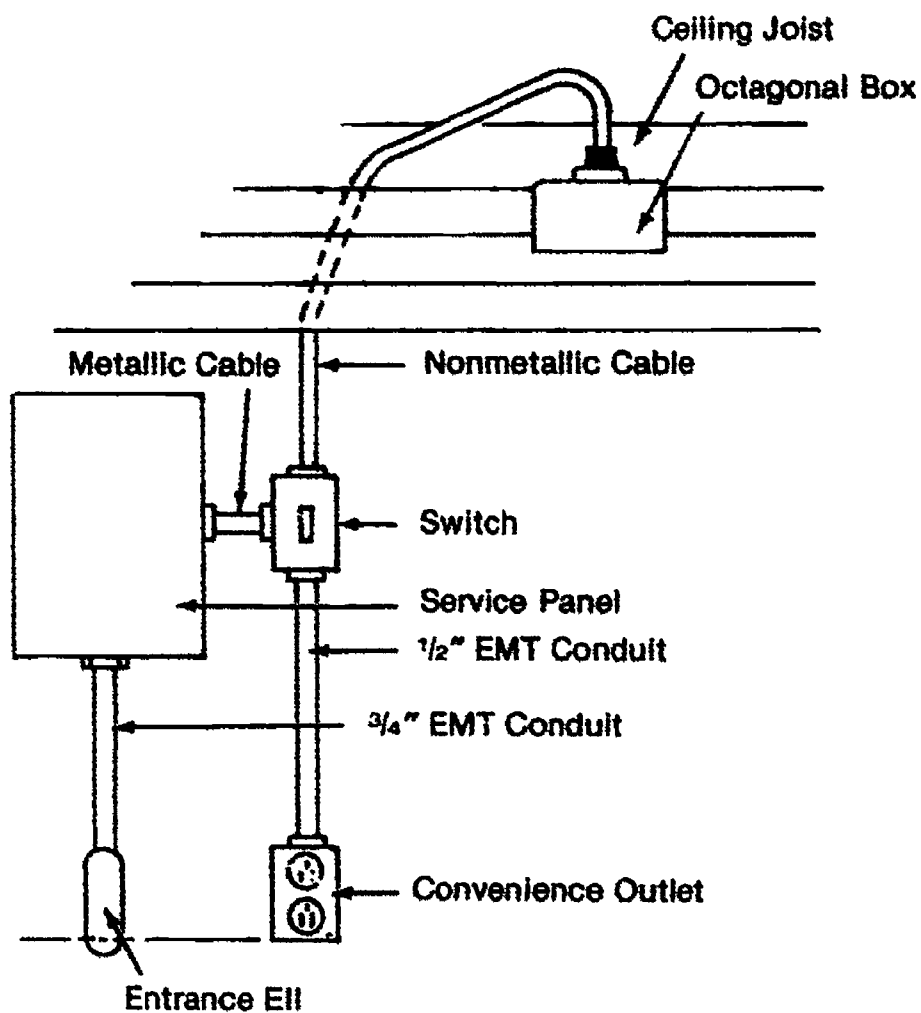 Ceiling Joist
Octagonal Box
Metallic Cable
Nonmetallic Cable
Switch
Service Panel
1/2" EMT Conduit
3/4" EMT Conduit
Convenience Outlet
Entrance Ell